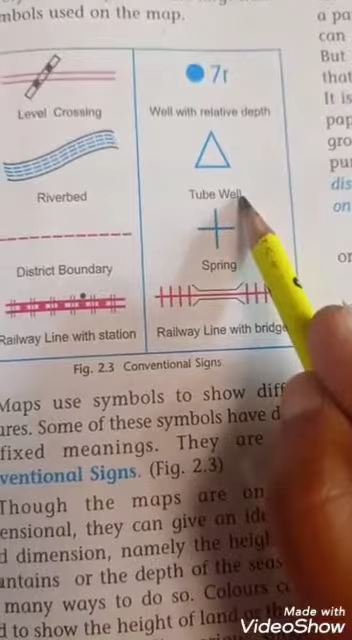 mbols used on the map.
7r
Level Crossing
Well with relative depth
Riverbed
Tube Well
District Boundary
Spring
Railway Line with station
Railway Line with bridge
Fig. 2.3 Conventional Signs
Maps use symbols to show diff
ures. Some of these symbols have d
fixed meanings. They are
ventional Signs. (Fig. 2.3)
Though the maps are on
ensional, they can give an ide
d dimension, namely the heigh
untains or the depth of the seas
many ways to do so. Colours
d to show the height of land or
a pa
can
But
that
It is
pap
gro
pur
dis
on
or
Made with
VideoShow